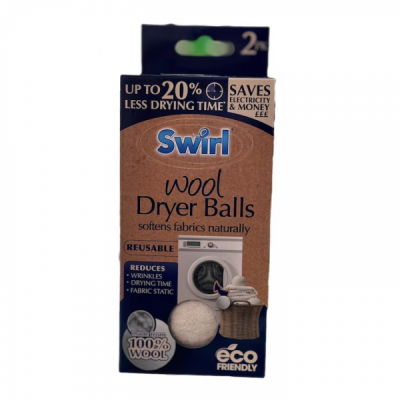 2PK
UP TO 20%
LESS DRYING TIME
SAVES
ELECTRICITY
& MONEY
£££
Swirl
Wool
Dryer Balls
softens fabrics naturally
REUSABLE
REDUCES
• WRINKLES
• DRYING TIME
• FABRIC STATIC
100%
WOOL
eco
FRIENDLY